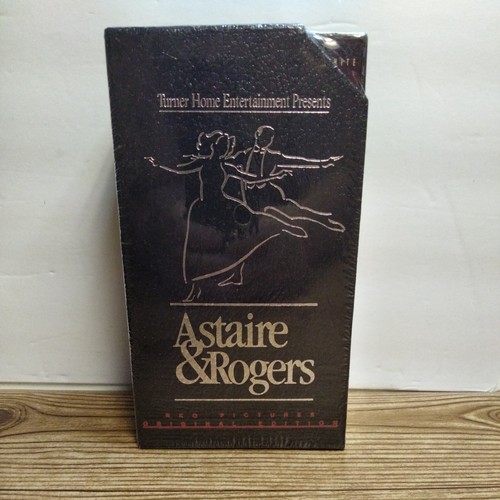 Turner Home Entertainment Presents
Astaire
&Rogers
RKO PICTURES
ORIGINAL EDITION